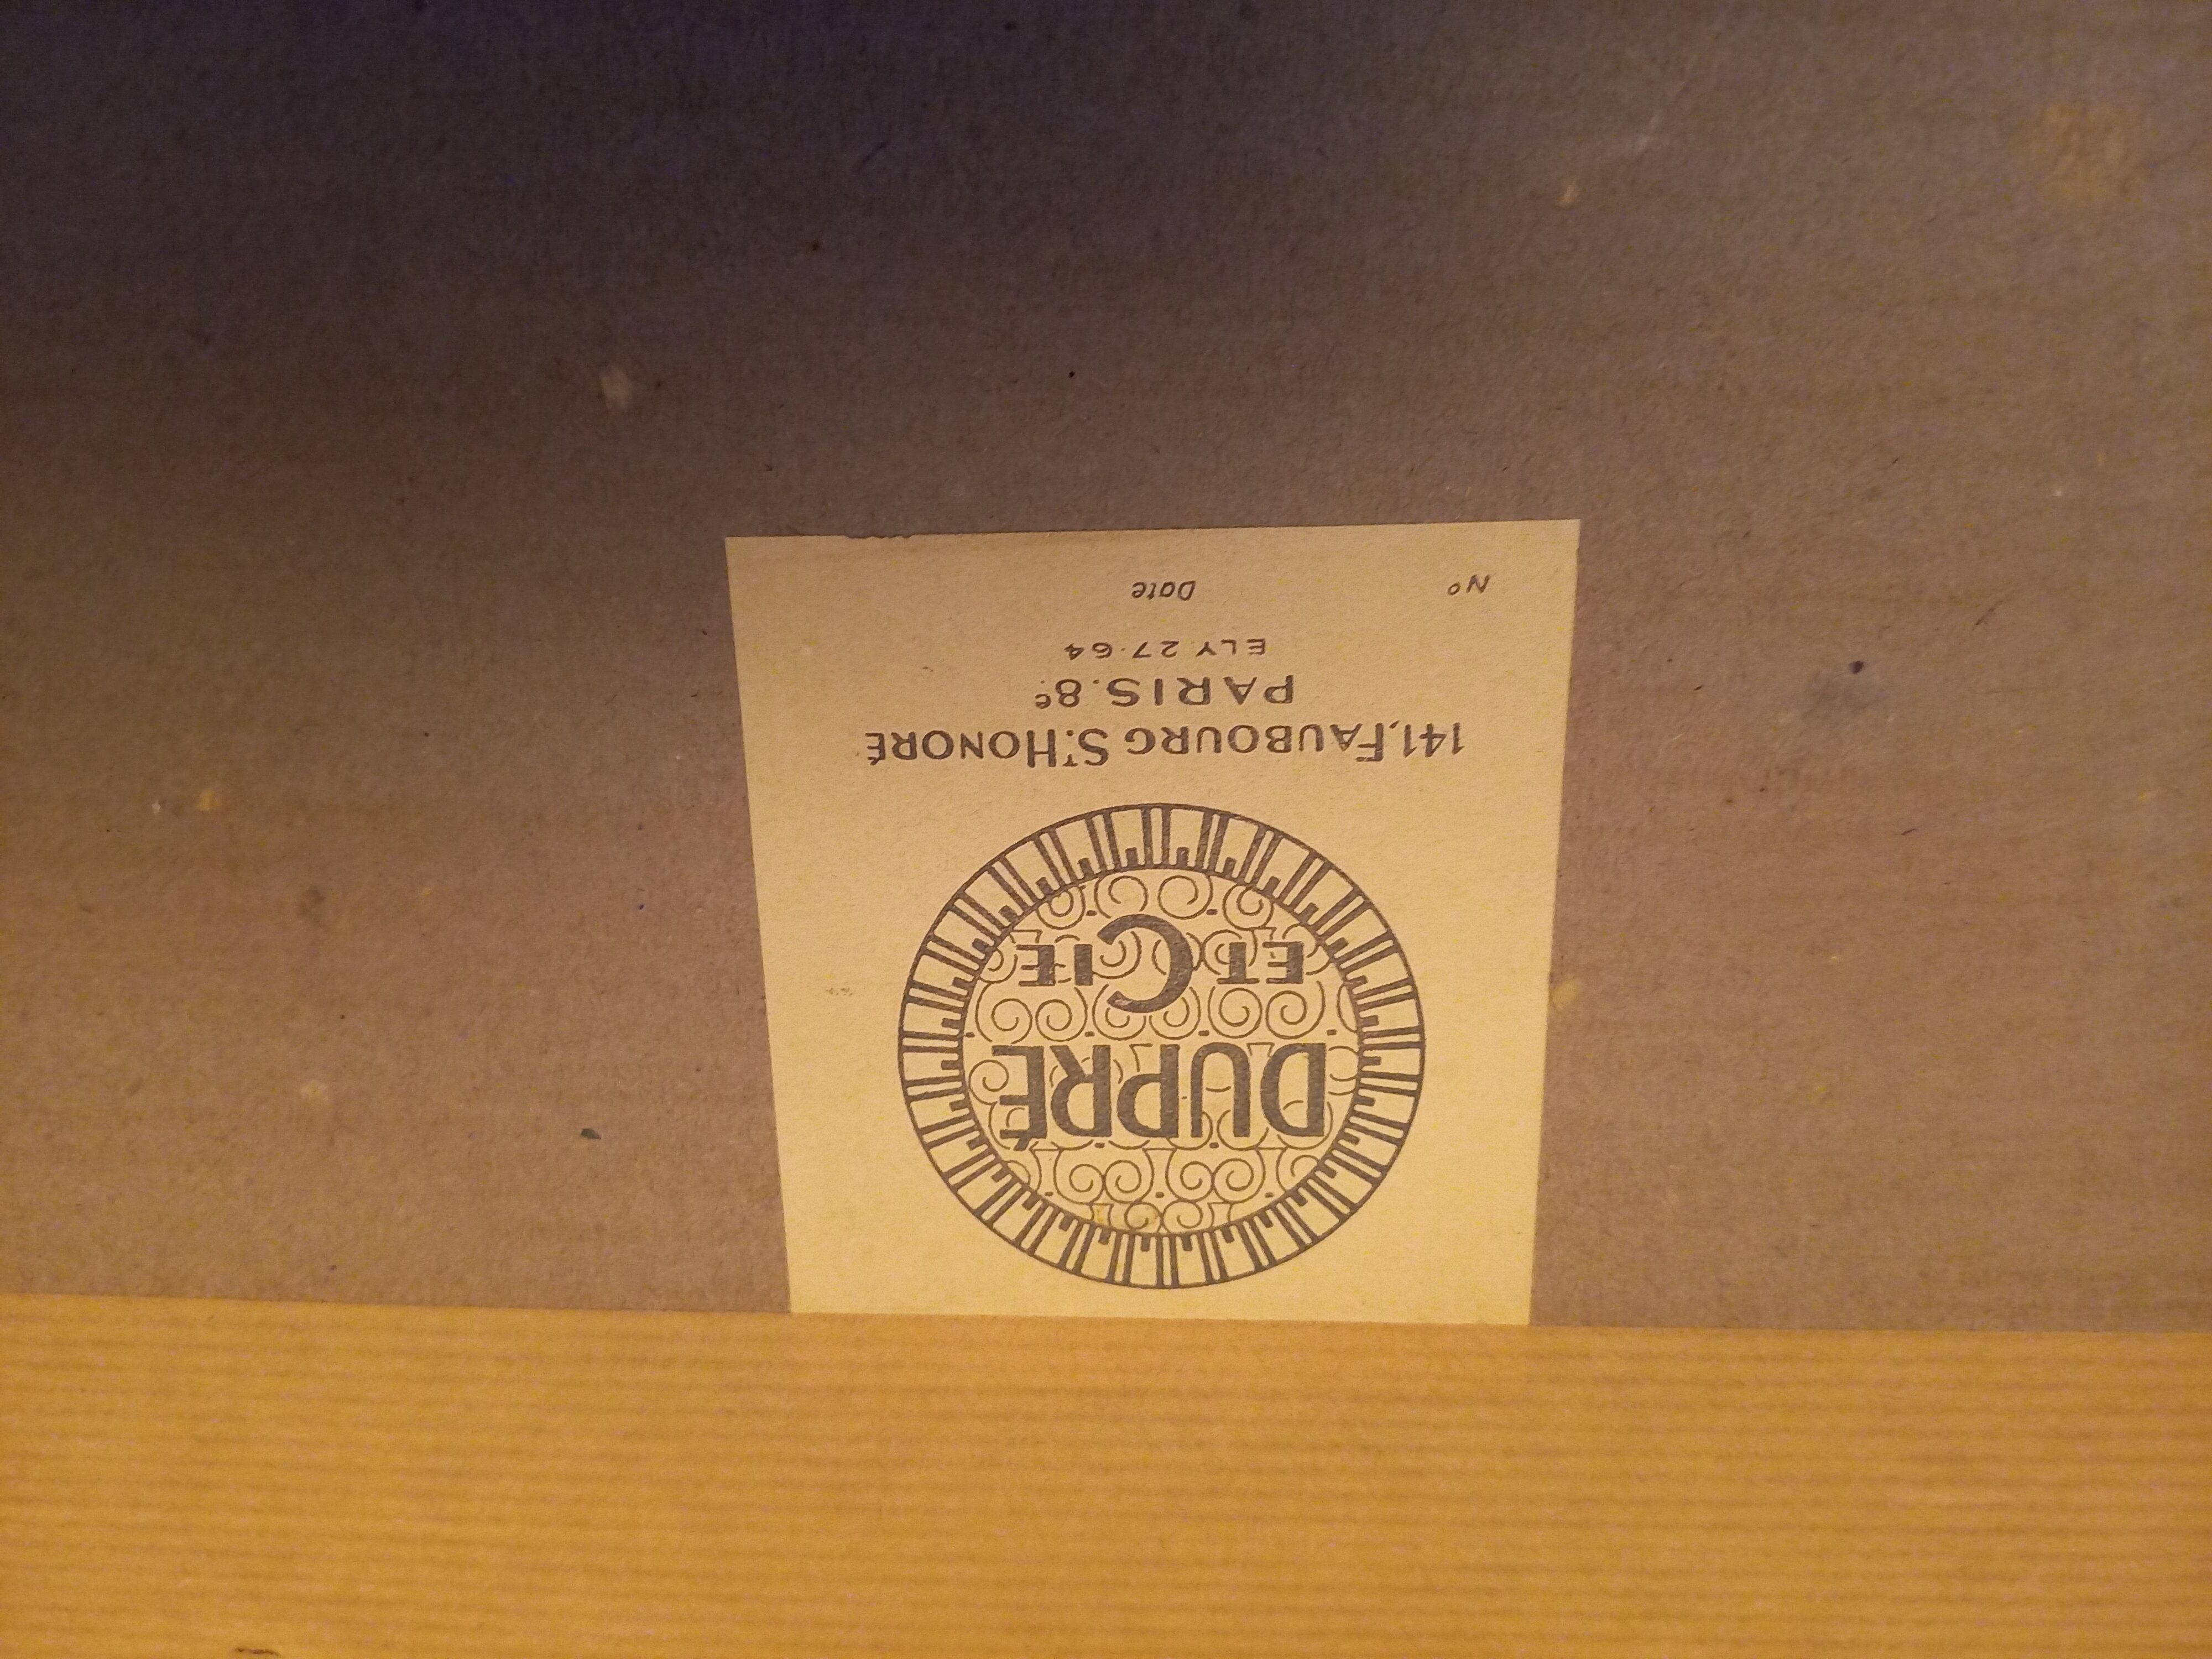 DUPRÉ
ET CIE
141, FAUBOURG ST. HONORÉ
PARIS.8e
ELY 27·64
No Date